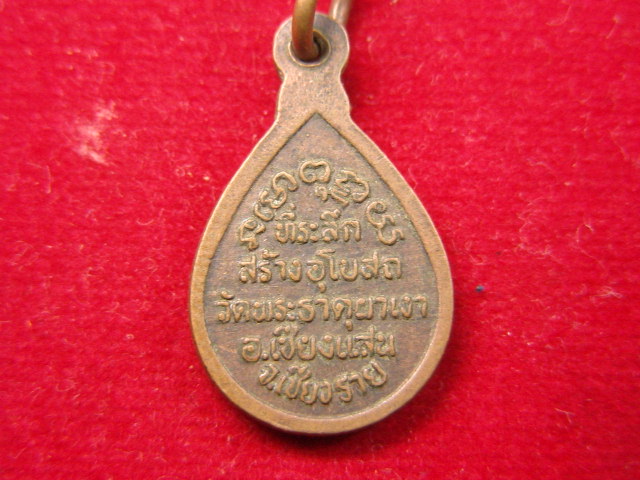 ที่ระลึก
สร้างอุโบสถ
วัดพระธาตุผาเงา
อ.เชียงแสน
จ.เชียงราย